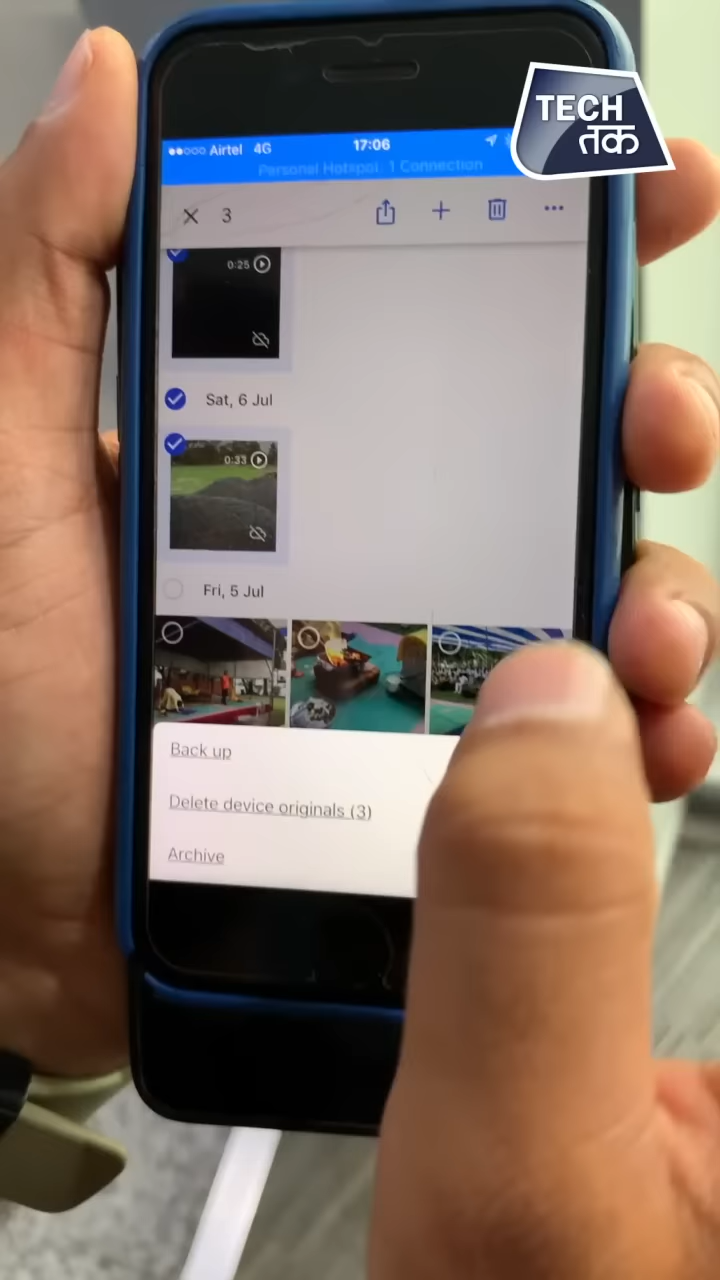 TECH
तक
Airtel 4G 17:06
Personal Hotspot: 1 Connection
3
0:25
Sat, 6 Jul
0:33
Fri, 5 Jul
Back up
Delete device originals (3)
Archive